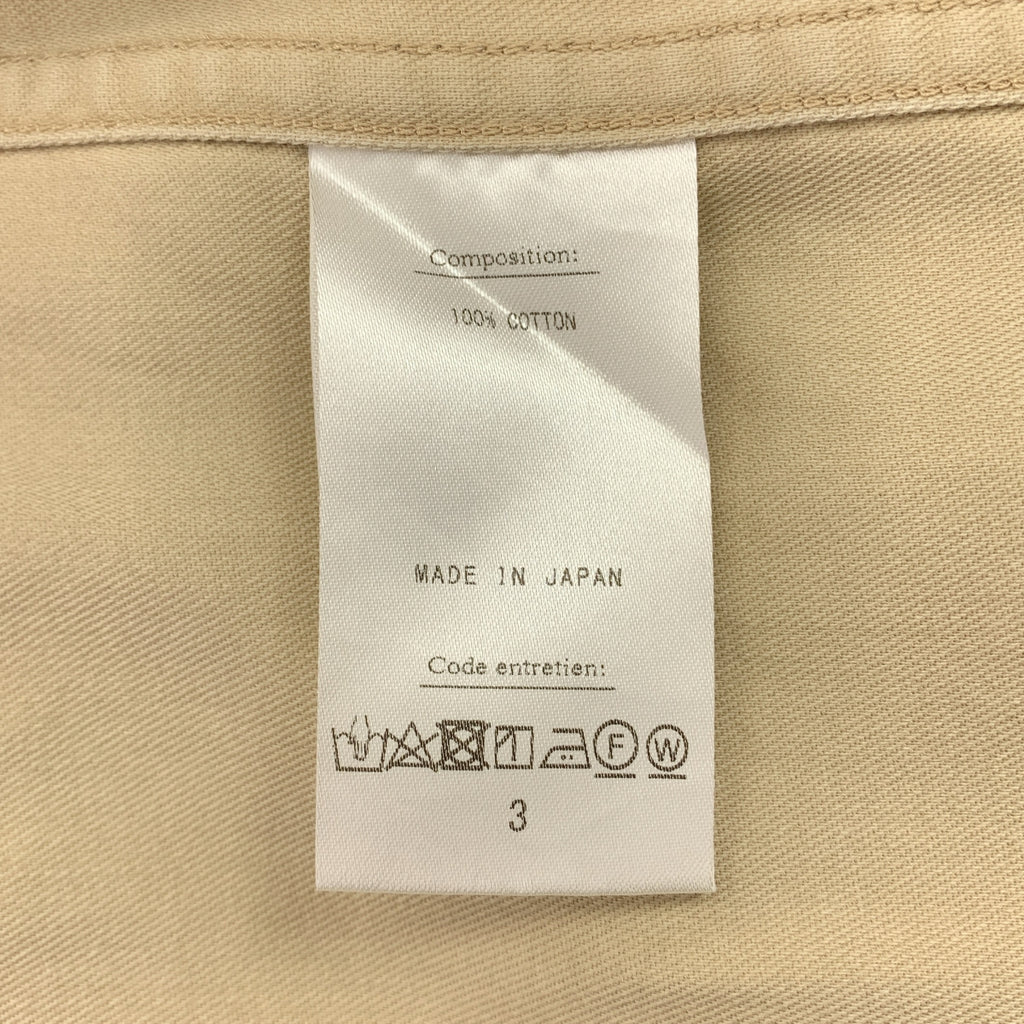 Composition:
100% COTTON
MADE IN JAPAN
Code entretien:
F W
3